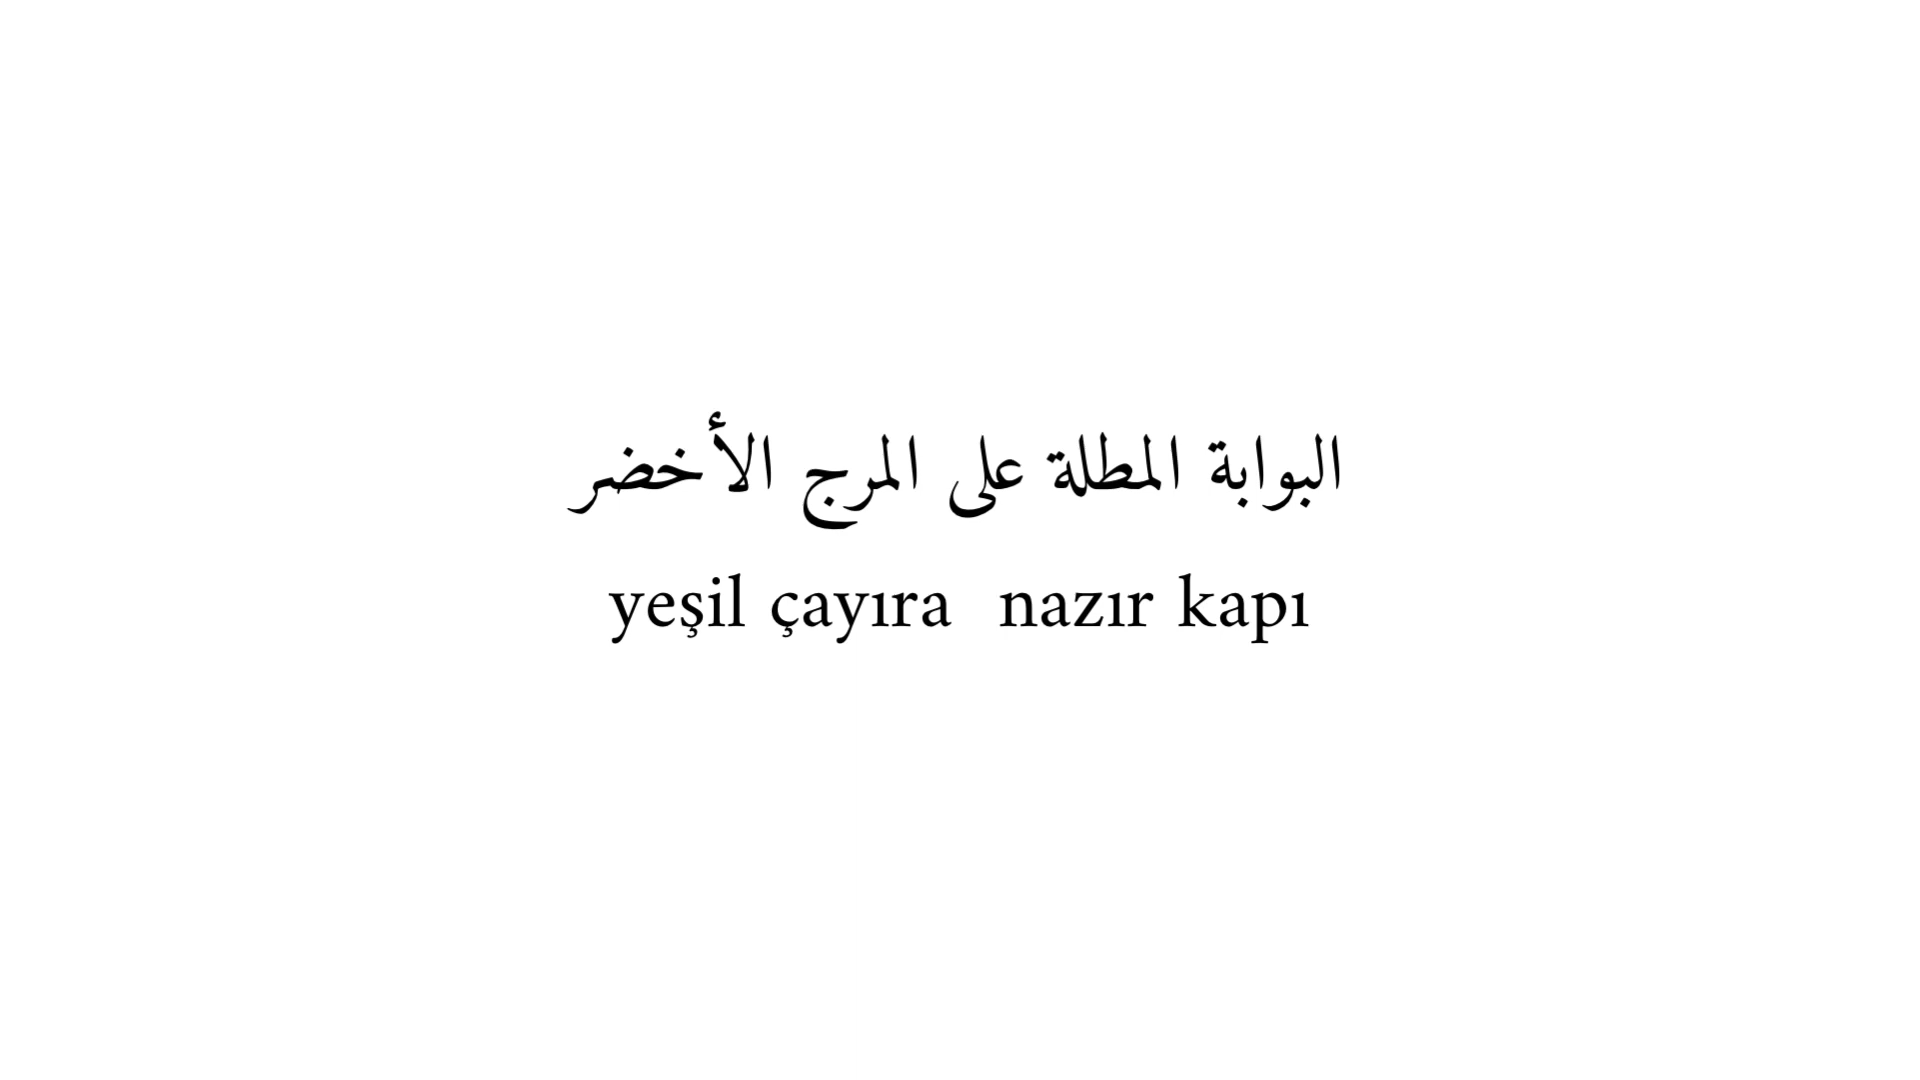 البوابة المطلة على المرج الأخضر
yeşil çayıra  nazır kapı